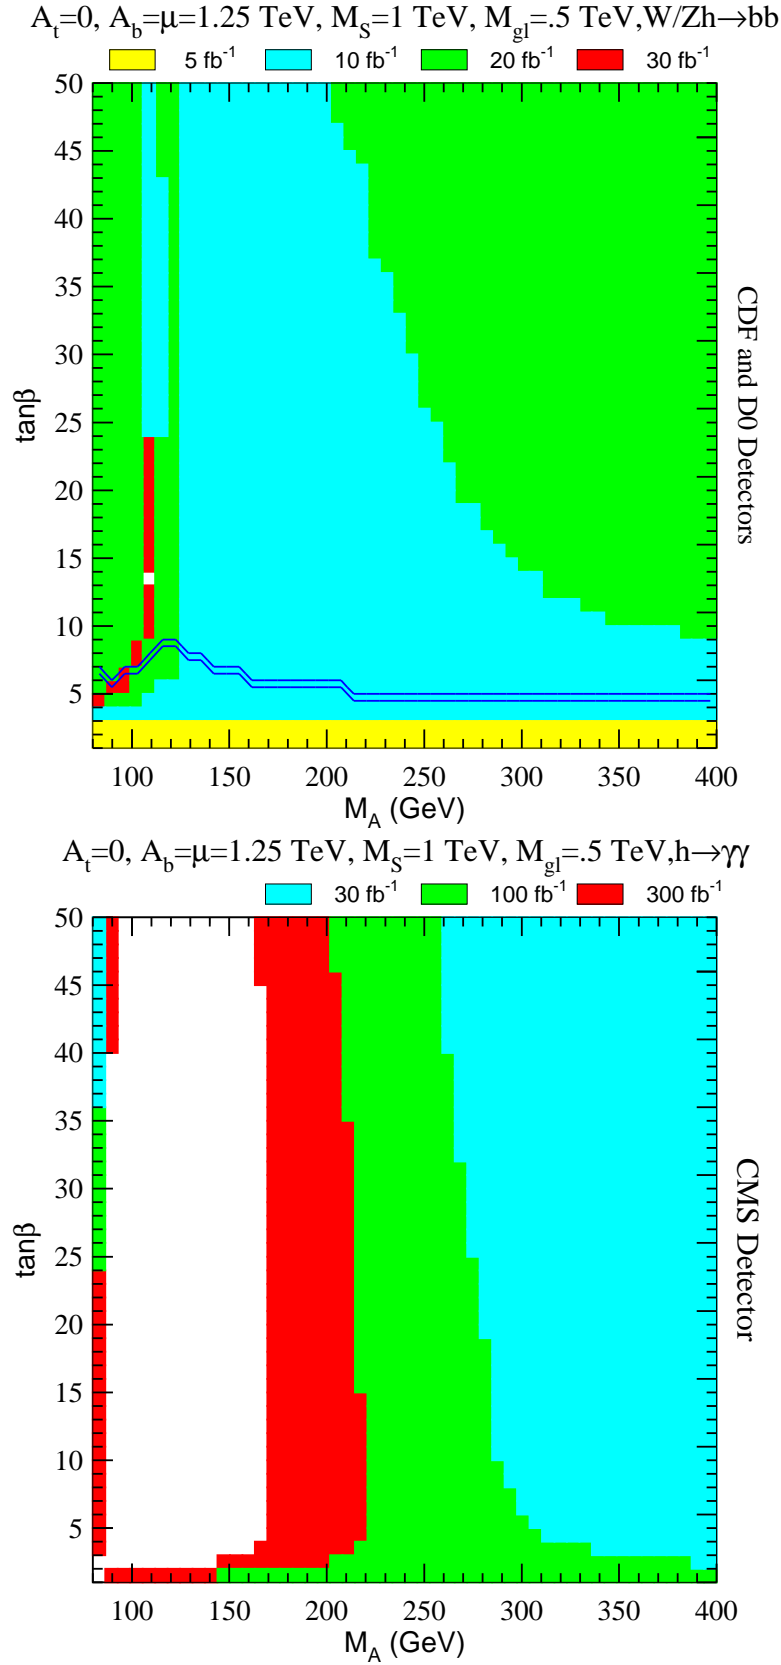 A_t=0, A_b=μ=1.25 TeV, M_S=1 TeV, M_gl=.5 TeV,W/Zh→bb
5 fb⁻¹ 10 fb⁻¹ 20 fb⁻¹ 30 fb⁻¹
50
45
40
35
30
25
20
15
10
5
tanβ
CDF and D0 Detectors
100 150 200 250 300 350 400
M_A (GeV)
A_t=0, A_b=μ=1.25 TeV, M_S=1 TeV, M_gl=.5 TeV,h→γγ
30 fb⁻¹ 100 fb⁻¹ 300 fb⁻¹
50
45
40
35
30
25
20
15
10
5
tanβ
CMS Detector
100 150 200 250 300 350 400
M_A (GeV)